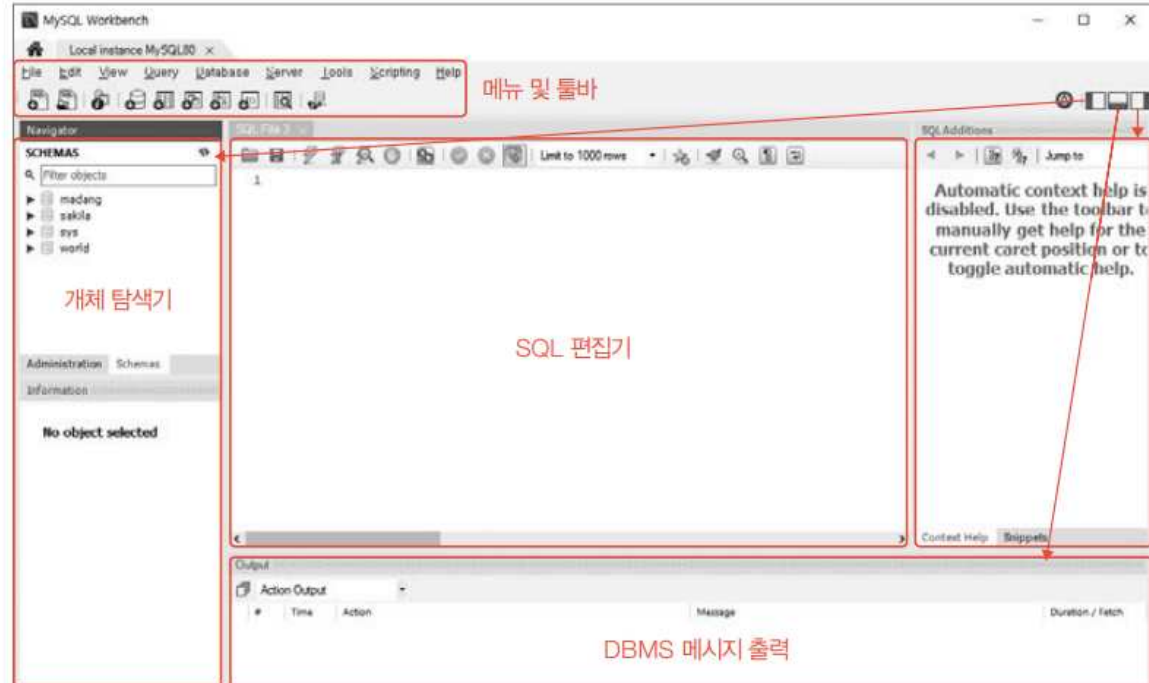 MySQL Workbench
Local instance MySQL80 ×
File Edit View Query Database Server Tools Scripting Help
메뉴 및 툴바
Navigator
SCHEMAS
Filter objects
madang
sakila
sys
world
개체 탐색기
Administration Schemas
Information
No object selected
SQL File 3 ×
Limit to 1000 rows
1
SQL 편집기
SQLAdditions
Jump to
Automatic context help is
disabled. Use the toolbar t
manually get help for the
current caret position or to
toggle automatic help.
Context Help Snippets
Output
Action Output
# Time Action Message Duration / Fetch
DBMS 메시지 출력